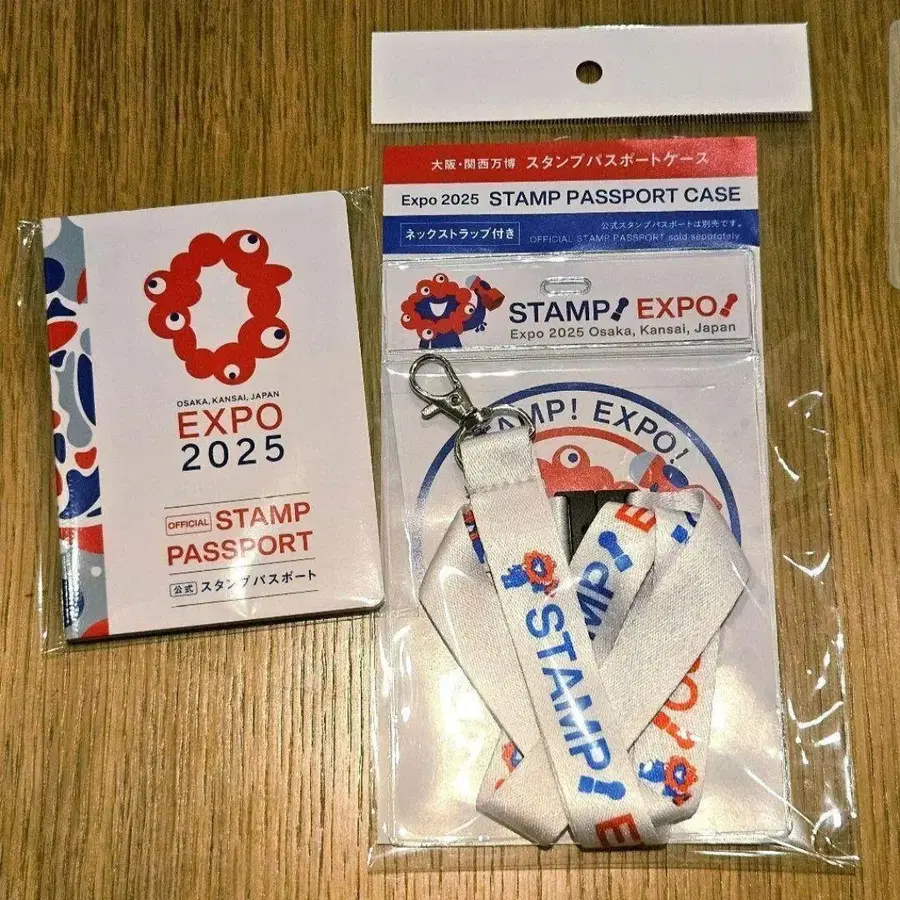 OSAKA, KANSAI, JAPAN
EXPO
2025
OFFICIAL STAMP
PASSPORT
公式 スタンプパスポート
大阪・関西万博 スタンプパスポートケース
Expo 2025 STAMP PASSPORT CASE
ネックストラップ付き
公式スタンプパスポートは別売です。
OFFICIAL STAMP PASSPORT sold separately
STAMP! EXPO!
Expo 2025 Osaka, Kansai, Japan
STAMP! EXPO!
STAMP! E
STAMP! E